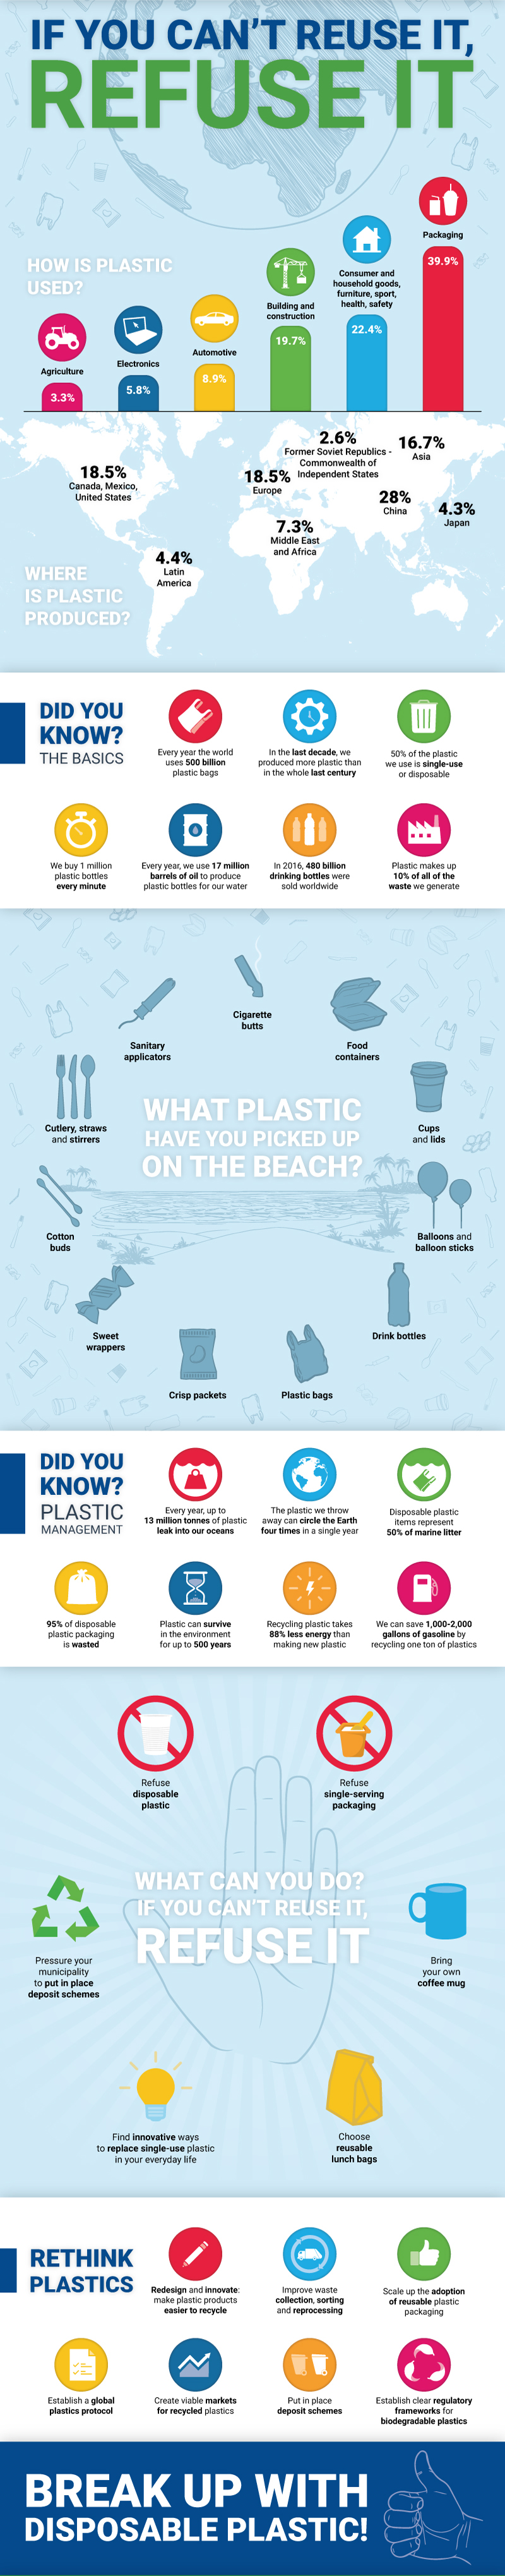 IF YOU CAN'T REUSE IT,
REFUSE IT
HOW IS PLASTIC
USED?
Agriculture
3.3%
Electronics
5.8%
Automotive
8.9%
Building and
construction
19.7%
Consumer and
household goods,
furniture, sport,
health, safety
22.4%
Packaging
39.9%
18.5%
Canada, Mexico,
United States
4.4%
Latin
America
18.5%
Europe
2.6%
Former Soviet Republics -
Commonwealth of
Independent States
7.3%
Middle East
and Africa
16.7%
Asia
28%
China
4.3%
Japan
WHERE
IS PLASTIC
PRODUCED?
DID YOU
KNOW?
THE BASICS
Every year the world
uses 500 billion
plastic bags
In the last decade, we
produced more plastic than
in the whole last century
50% of the plastic
we use is single-use
or disposable
We buy 1 million
plastic bottles
every minute
Every year, we use 17 million
barrels of oil to produce
plastic bottles for our water
In 2016, 480 billion
drinking bottles were
sold worldwide
Plastic makes up
10% of all of the
waste we generate
Cigarette
butts
Sanitary
applicators
Food
containers
Cutlery, straws
and stirrers
Cups
and lids
WHAT PLASTIC
HAVE YOU PICKED UP
ON THE BEACH?
Cotton
buds
Balloons and
balloon sticks
Sweet
wrappers
Drink bottles
Crisp packets
Plastic bags
DID YOU
KNOW?
PLASTIC
MANAGEMENT
Every year, up to
13 million tonnes of plastic
leak into our oceans
The plastic we throw
away can circle the Earth
four times in a single year
Disposable plastic
items represent
50% of marine litter
95% of disposable
plastic packaging
is wasted
Plastic can survive
in the environment
for up to 500 years
Recycling plastic takes
88% less energy than
making new plastic
We can save 1,000-2,000
gallons of gasoline by
recycling one ton of plastics
Refuse
disposable
plastic
Refuse
single-serving
packaging
WHAT CAN YOU DO?
IF YOU CAN'T REUSE IT,
REFUSE IT
Pressure your
municipality
to put in place
deposit schemes
Bring
your own
coffee mug
Find innovative ways
to replace single-use plastic
in your everyday life
Choose
reusable
lunch bags
RETHINK
PLASTICS
Redesign and innovate:
make plastic products
easier to recycle
Improve waste
collection, sorting
and reprocessing
Scale up the adoption
of reusable plastic
packaging
Establish a global
plastics protocol
Create viable markets
for recycled plastics
Put in place
deposit schemes
Establish clear regulatory
frameworks for
biodegradable plastics
BREAK UP WITH
DISPOSABLE PLASTIC!